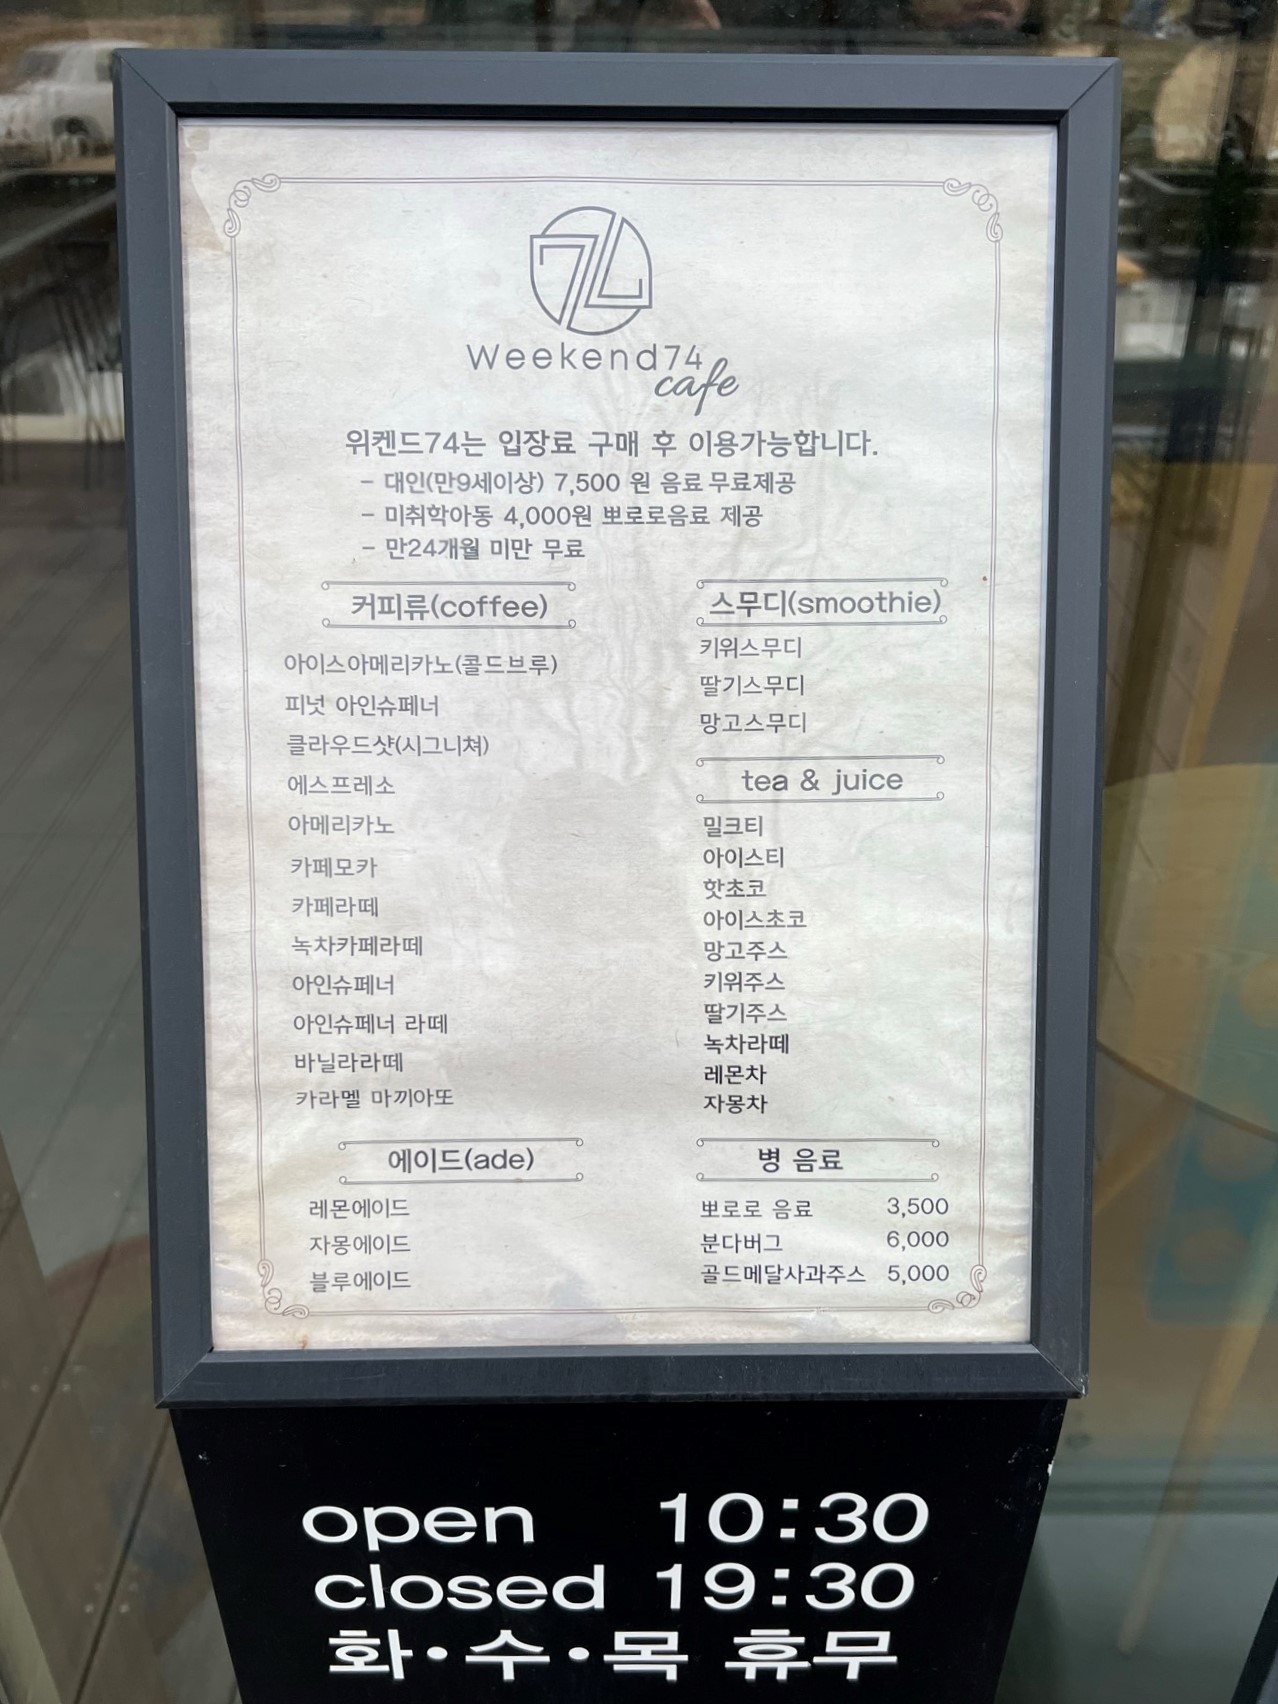 74
Weekend74
cafe
위켄드74는 입장료 구매 후 이용가능합니다.
- 대인(만9세이상) 7,500 원 음료 무료제공
- 미취학아동 4,000원 뽀로로음료 제공
- 만24개월 미만 무료
커피류(coffee)
아이스아메리카노(콜드브루)
피넛 아인슈페너
클라우드샷(시그니쳐)
에스프레소
아메리카노
카페모카
카페라떼
녹차카페라떼
아인슈페너
아인슈페너 라떼
바닐라라떼
카라멜 마끼아또
에이드(ade)
레몬에이드
자몽에이드
블루에이드
스무디(smoothie)
키위스무디
딸기스무디
망고스무디
tea & juice
밀크티
아이스티
핫초코
아이스초코
망고주스
키위주스
딸기주스
녹차라떼
레몬차
자몽차
병 음료
뽀로로 음료 3,500
분다버그 6,000
골드메달사과주스 5,000
open 10:30
closed 19:30
화·수·목 휴무